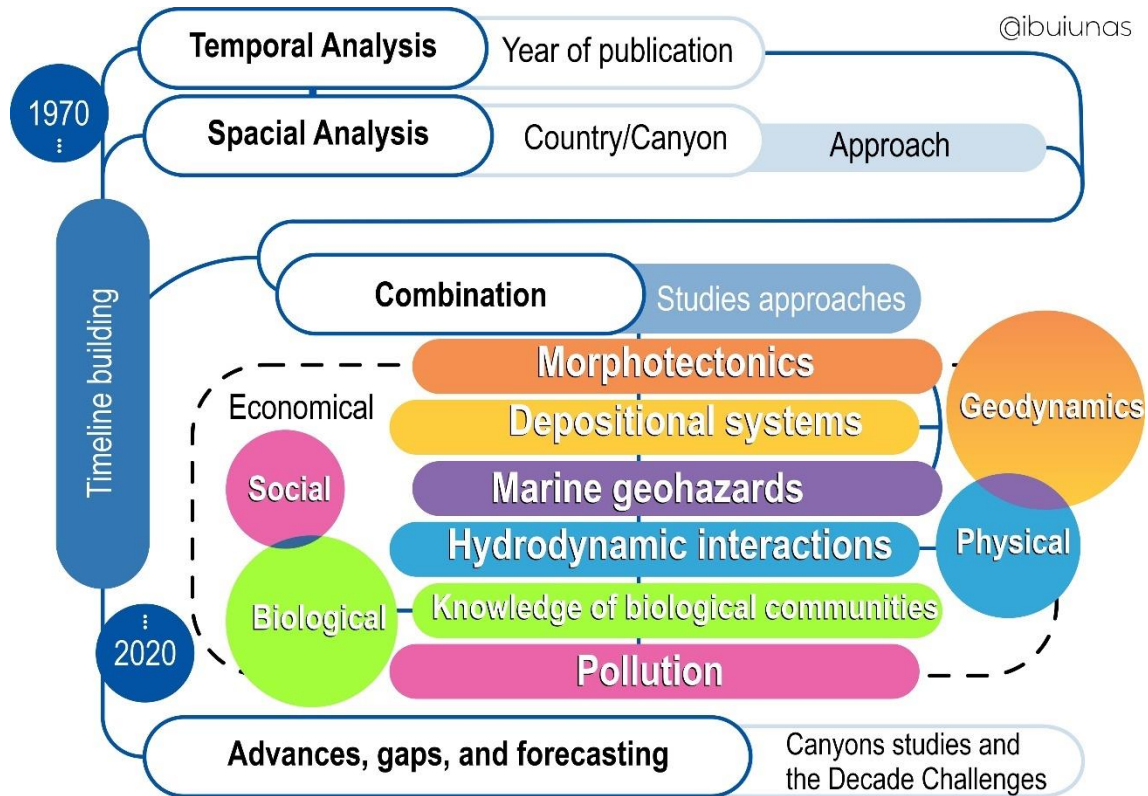 @ibuiunas
Temporal Analysis
Year of publication
1970
...
Spacial Analysis
Country/Canyon
Approach
Timeline building
Combination
Studies approaches
Morphotectonics
Geodynamics
Economical
Depositional systems
Social
Marine geohazards
Hydrodynamic interactions
Physical
Biological
Knowledge of biological communities
...
2020
Pollution
Advances, gaps, and forecasting
Canyons studies and
the Decade Challenges